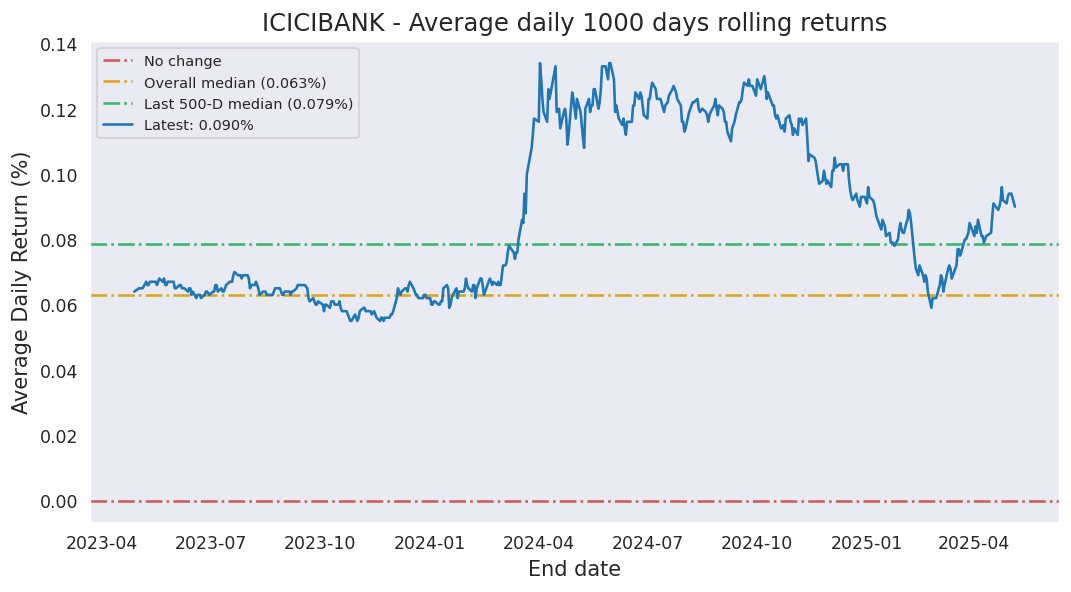 ICICIBANK - Average daily 1000 days rolling returns
No change
Overall median (0.063%)
Last 500-D median (0.079%)
Latest: 0.090%
Average Daily Return (%)
0.14
0.12
0.10
0.08
0.06
0.04
0.02
0.00
2023-04 2023-07 2023-10 2024-01 2024-04 2024-07 2024-10 2025-01 2025-04
End date